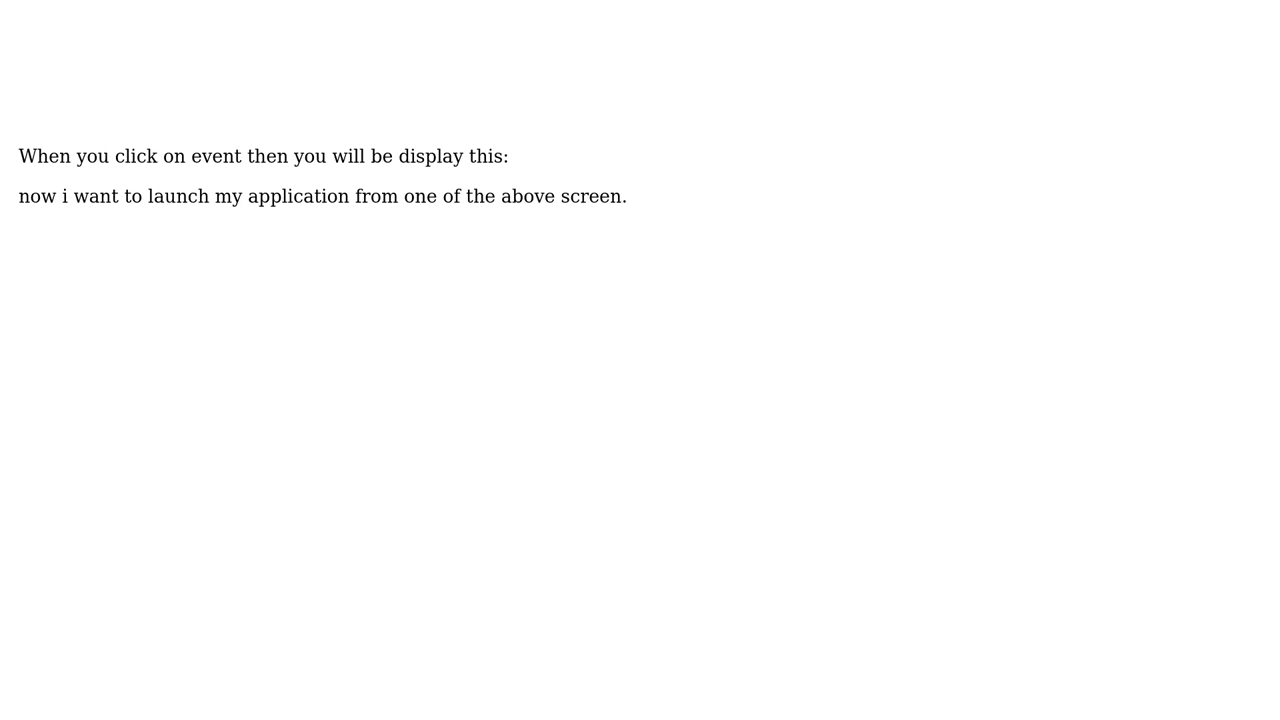 When you click on event then you will be display this:
now i want to launch my application from one of the above screen.